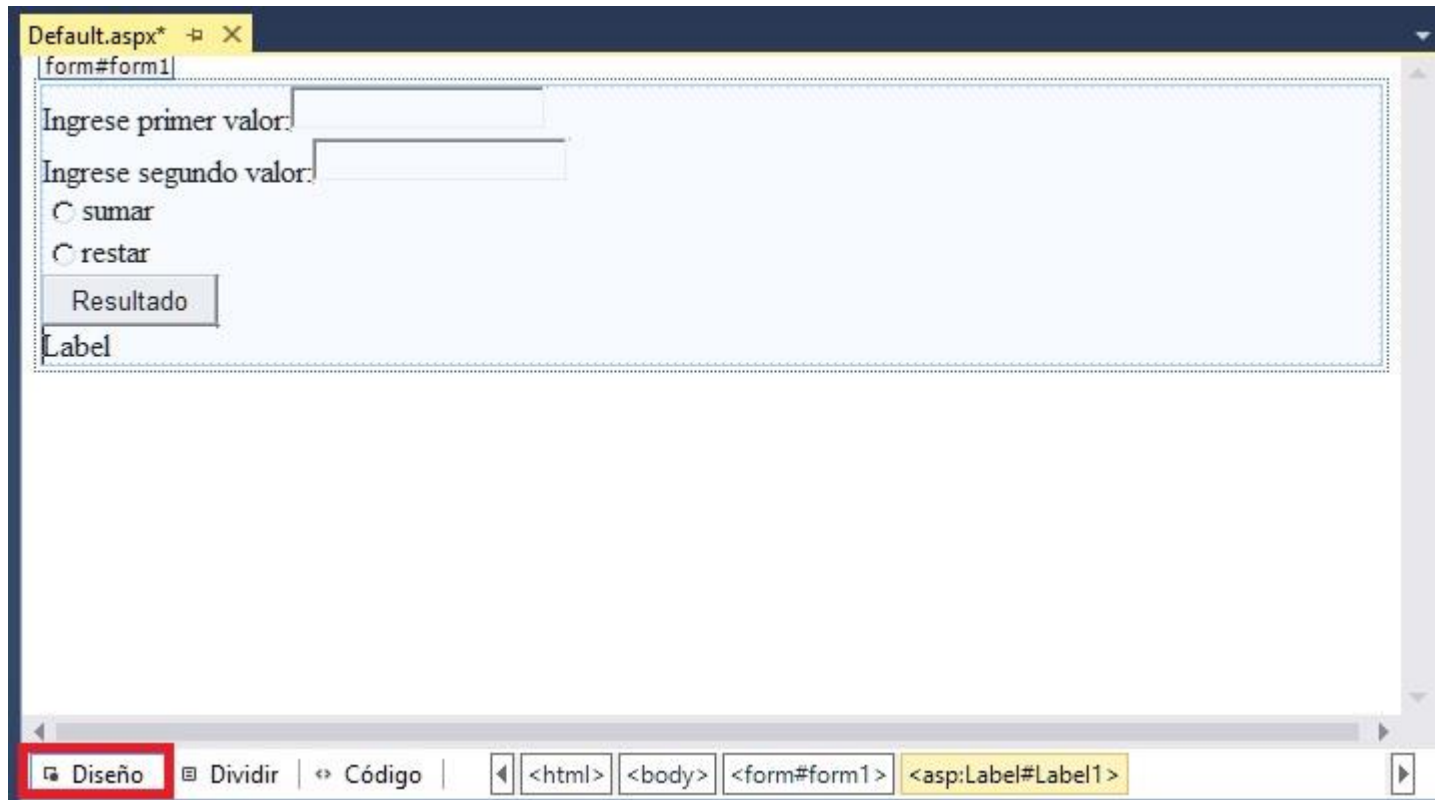 Default.aspx*
form#form1
Ingrese primer valor:
Ingrese segundo valor:
sumar
restar
Resultado
Label
Diseño Dividir Código <html> <body> <form#form1> <asp:Label#Label1>